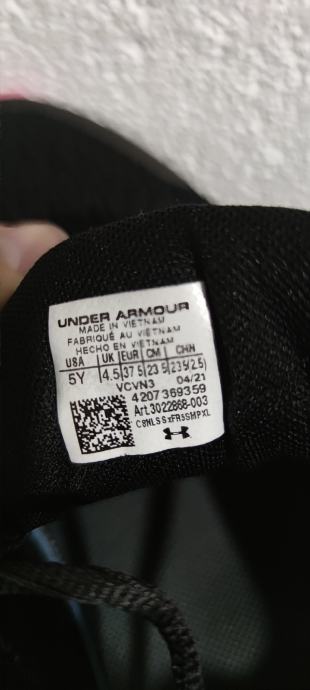 UNDER ARMOUR
MADE IN VIETNAM
FABRIQUÉ AU VIETNAM
HECHO EN VIETNAM
USA UK EUR CM CHN
5Y 4.5 37.5 23.5 (235(2.5)
VCVN3 04/21
4207369359
Art.3022868-003